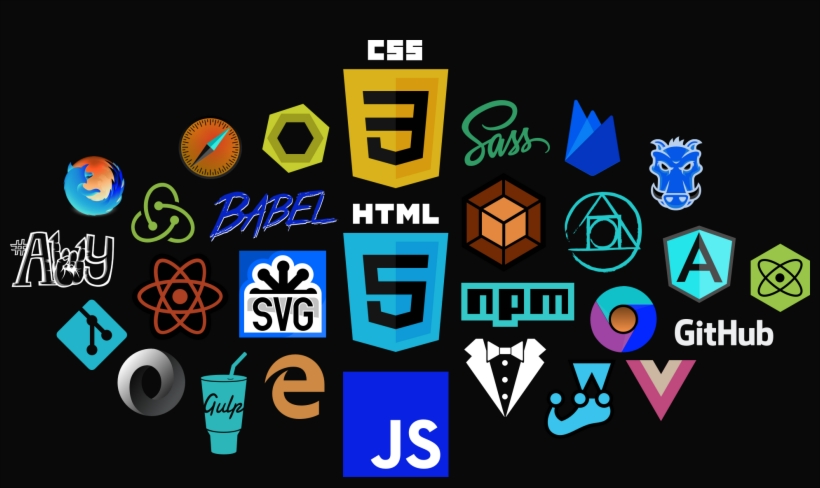 CSS
Sass
BABEL
HTML
#A11Y
A
SVG
npm
GitHub
Gulp
JS